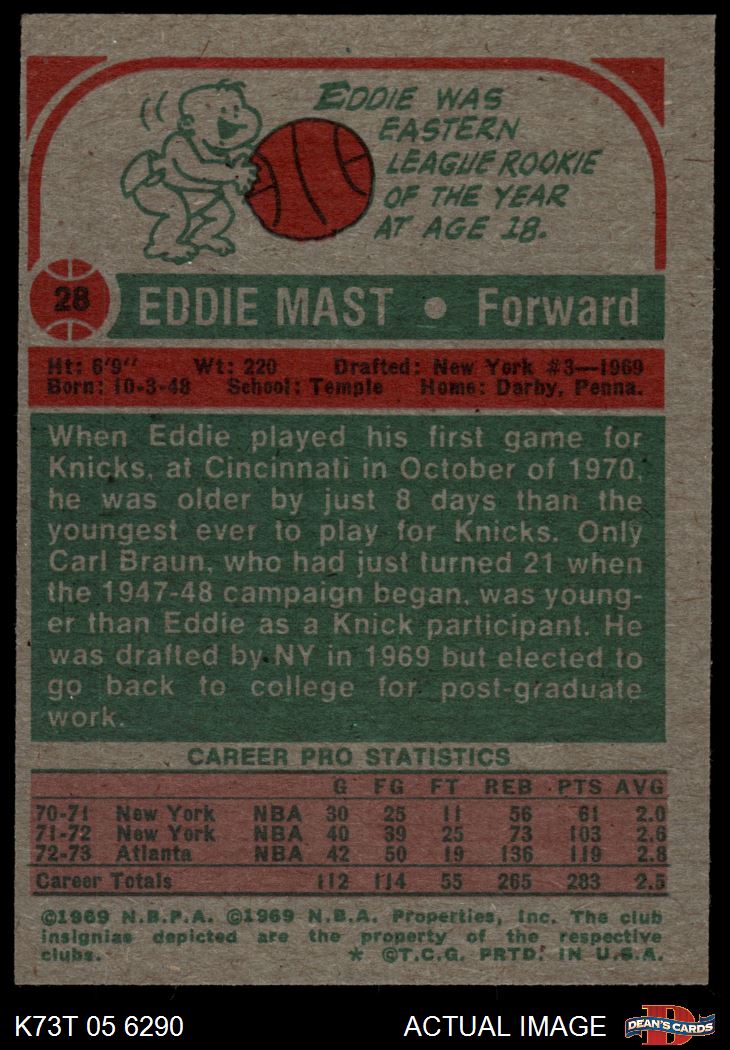 EDDIE WAS
EASTERN
LEAGUE ROOKIE
OF THE YEAR
AT AGE 18.
28
EDDIE MAST • Forward
Ht: 6'9" Wt: 220 Drafted: New York #3—1969
Born: 10-3-48 School: Temple Home: Darby, Penna.
When Eddie played his first game for
Knicks, at Cincinnati in October of 1970,
he was older by just 8 days than the
youngest ever to play for Knicks. Only
Carl Braun, who had just turned 21 when
the 1947-48 campaign began, was young-
er than Eddie as a Knick participant. He
was drafted by NY in 1969 but elected to
go back to college for post-graduate
work.
CAREER PRO STATISTICS
G FG FT REB PTS AVG
70-71 New York NBA 30 25 11 56 61 2.0
71-72 New York NBA 40 39 25 73 103 2.6
72-73 Atlanta NBA 42 50 19 136 119 2.8
Career Totals 112 114 55 265 283 2.5
©1969 N.B.P.A. ©1969 N.B.A. Properties, Inc. The club
insignias depicted are the property of the respective
clubs. * ©T.C.G. PRTD. IN U.S.A.
K73T 05 6290 ACTUAL IMAGE D DEAN'S CARDS